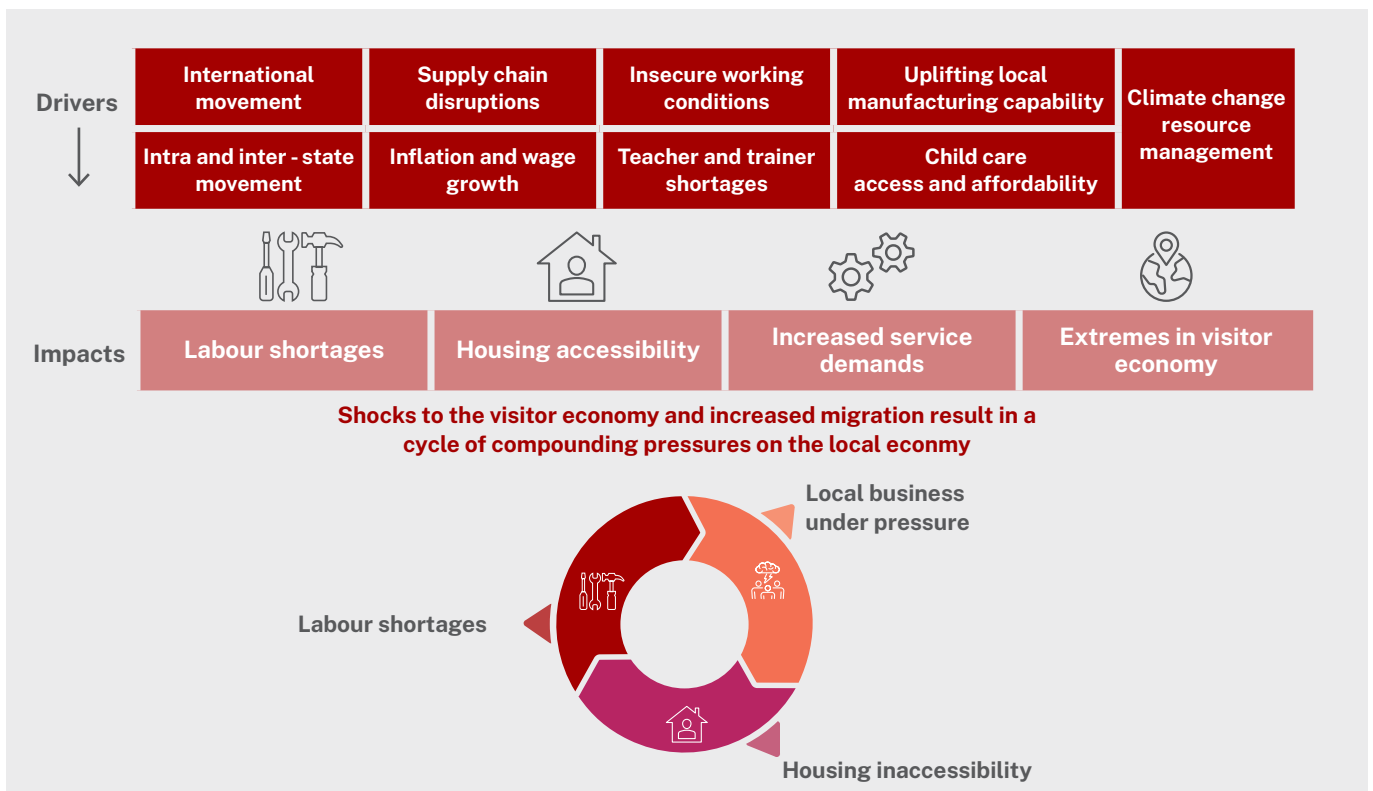 Drivers
International
movement
Supply chain
disruptions
Insecure working
conditions
Uplifting local
manufacturing capability
Climate change
resource
management
Intra and inter - state
movement
Inflation and wage
growth
Teacher and trainer
shortages
Child care
access and affordability
Impacts
Labour shortages
Housing accessibility
Increased service
demands
Extremes in visitor
economy
Shocks to the visitor economy and increased migration result in a
cycle of compounding pressures on the local econmy
Local business
under pressure
Labour shortages
Housing inaccessibility